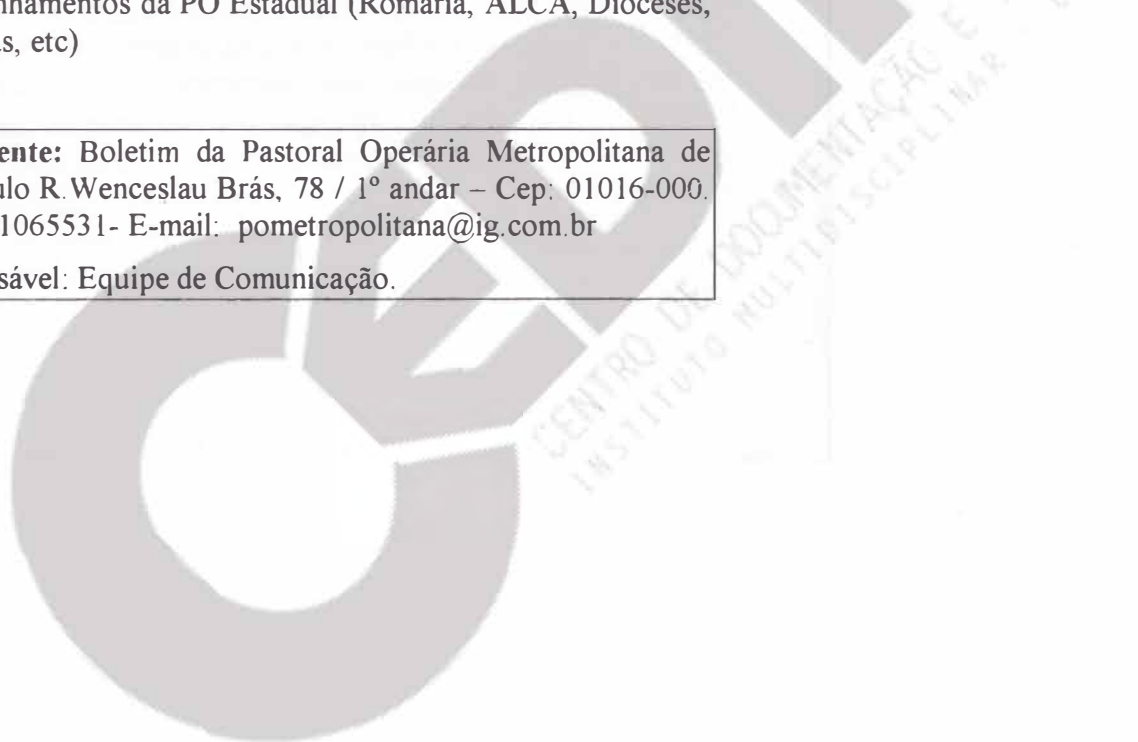 nhamentos da PO Estadual (Romaria, ALCA, Dioceses,
s, etc)
ente: Boletim da Pastoral Operária Metropolitana de
ulo R.Wenceslau Brás, 78 / 1º andar – Cep: 01016-000.
1065531- E-mail: pometropolitana@ig.com.br
sável: Equipe de Comunicação.
CEDI
CENTRO DE DOCUMENTAÇÃO E
INSTITUTO MULTIDISCIPLINAR